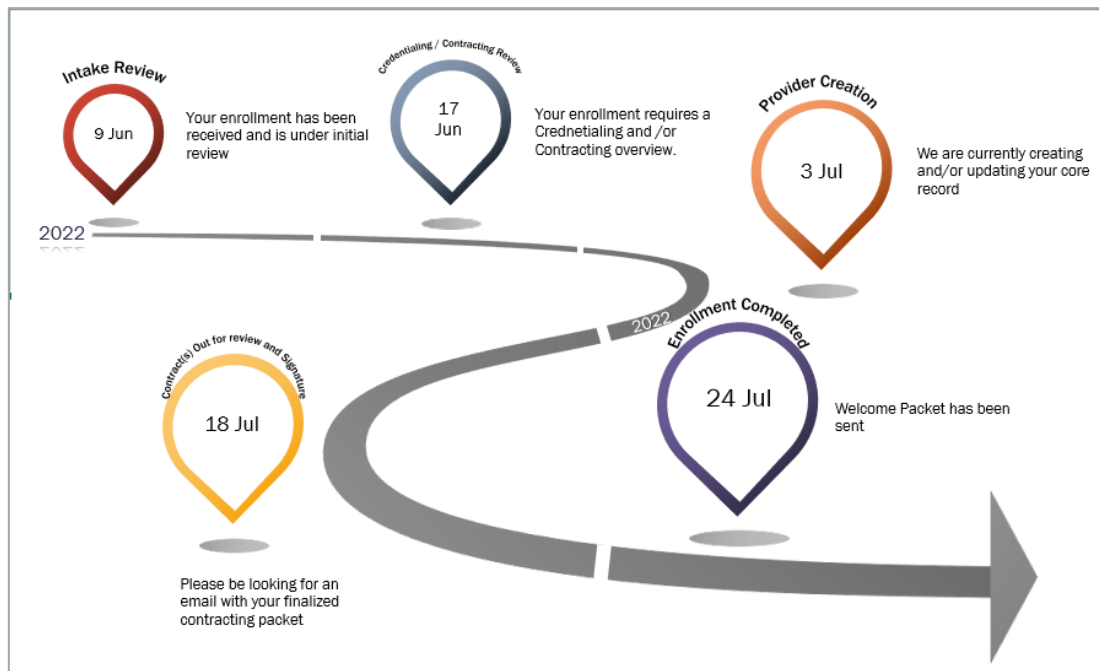 Intake Review
9 Jun
Your enrollment has been
received and is under initial
review
Credentialing / Contracting Review
17
Jun
Your enrollment requires a
Crednetialing and /or
Contracting overview.
Provider Creation
3 Jul
We are currently creating
and/or updating your core
record
2022
2022
Contract(s) Out for review and Signature
18 Jul
Please be looking for an
email with your finalized
contracting packet
Enrollment Completed
24 Jul
Welcome Packet has been
sent